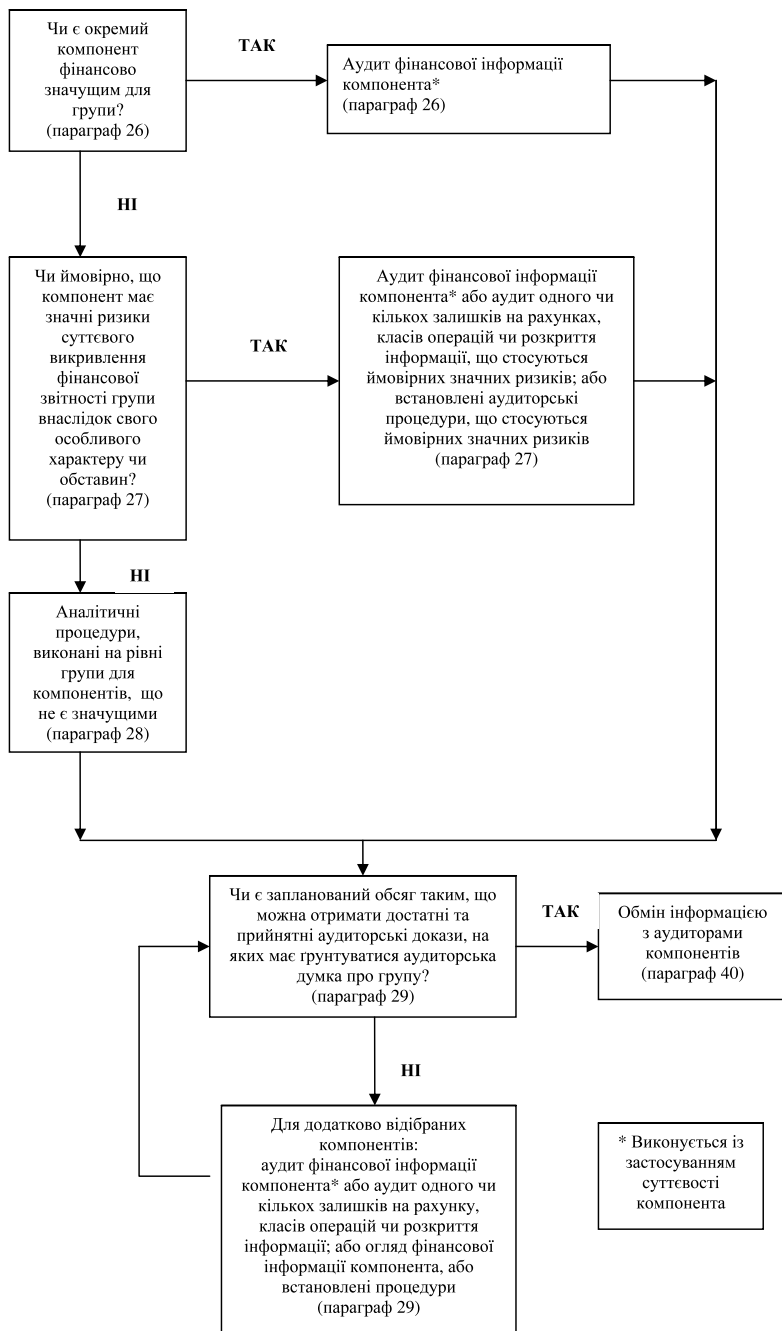 Чи є окремий
компонент
фінансово
значущим для
групи?
(параграф 26)
ТАК
Аудит фінансової інформації
компонента*
(параграф 26)
НІ
Чи ймовірно, що
компонент має
значні ризики
суттєвого
викривлення
фінансової
звітності групи
внаслідок свого
особливого
характеру чи
обставин?
(параграф 27)
ТАК
Аудит фінансової інформації
компонента* або аудит одного чи
кількох залишків на рахунках,
класів операцій чи розкриття
інформації, що стосуються
ймовірних значних ризиків; або
встановлені аудиторські
процедури, що стосуються
ймовірних значних ризиків
(параграф 27)
НІ
Аналітичні
процедури,
виконані на рівні
групи для
компонентів, що
не є значущими
(параграф 28)
Чи є запланований обсяг таким, що
можна отримати достатні та
прийнятні аудиторські докази, на
яких має ґрунтуватися аудиторська
думка про групу?
(параграф 29)
ТАК
Обмін інформацією
з аудиторами
компонентів
(параграф 40)
НІ
Для додатково відібраних
компонентів:
аудит фінансової інформації
компонента* або аудит одного чи
кількох залишків на рахунку,
класів операцій чи розкриття
інформації; або огляд фінансової
інформації компонента, або
встановлені процедури
(параграф 29)
* Виконується із
застосуванням
суттєвості
компонента